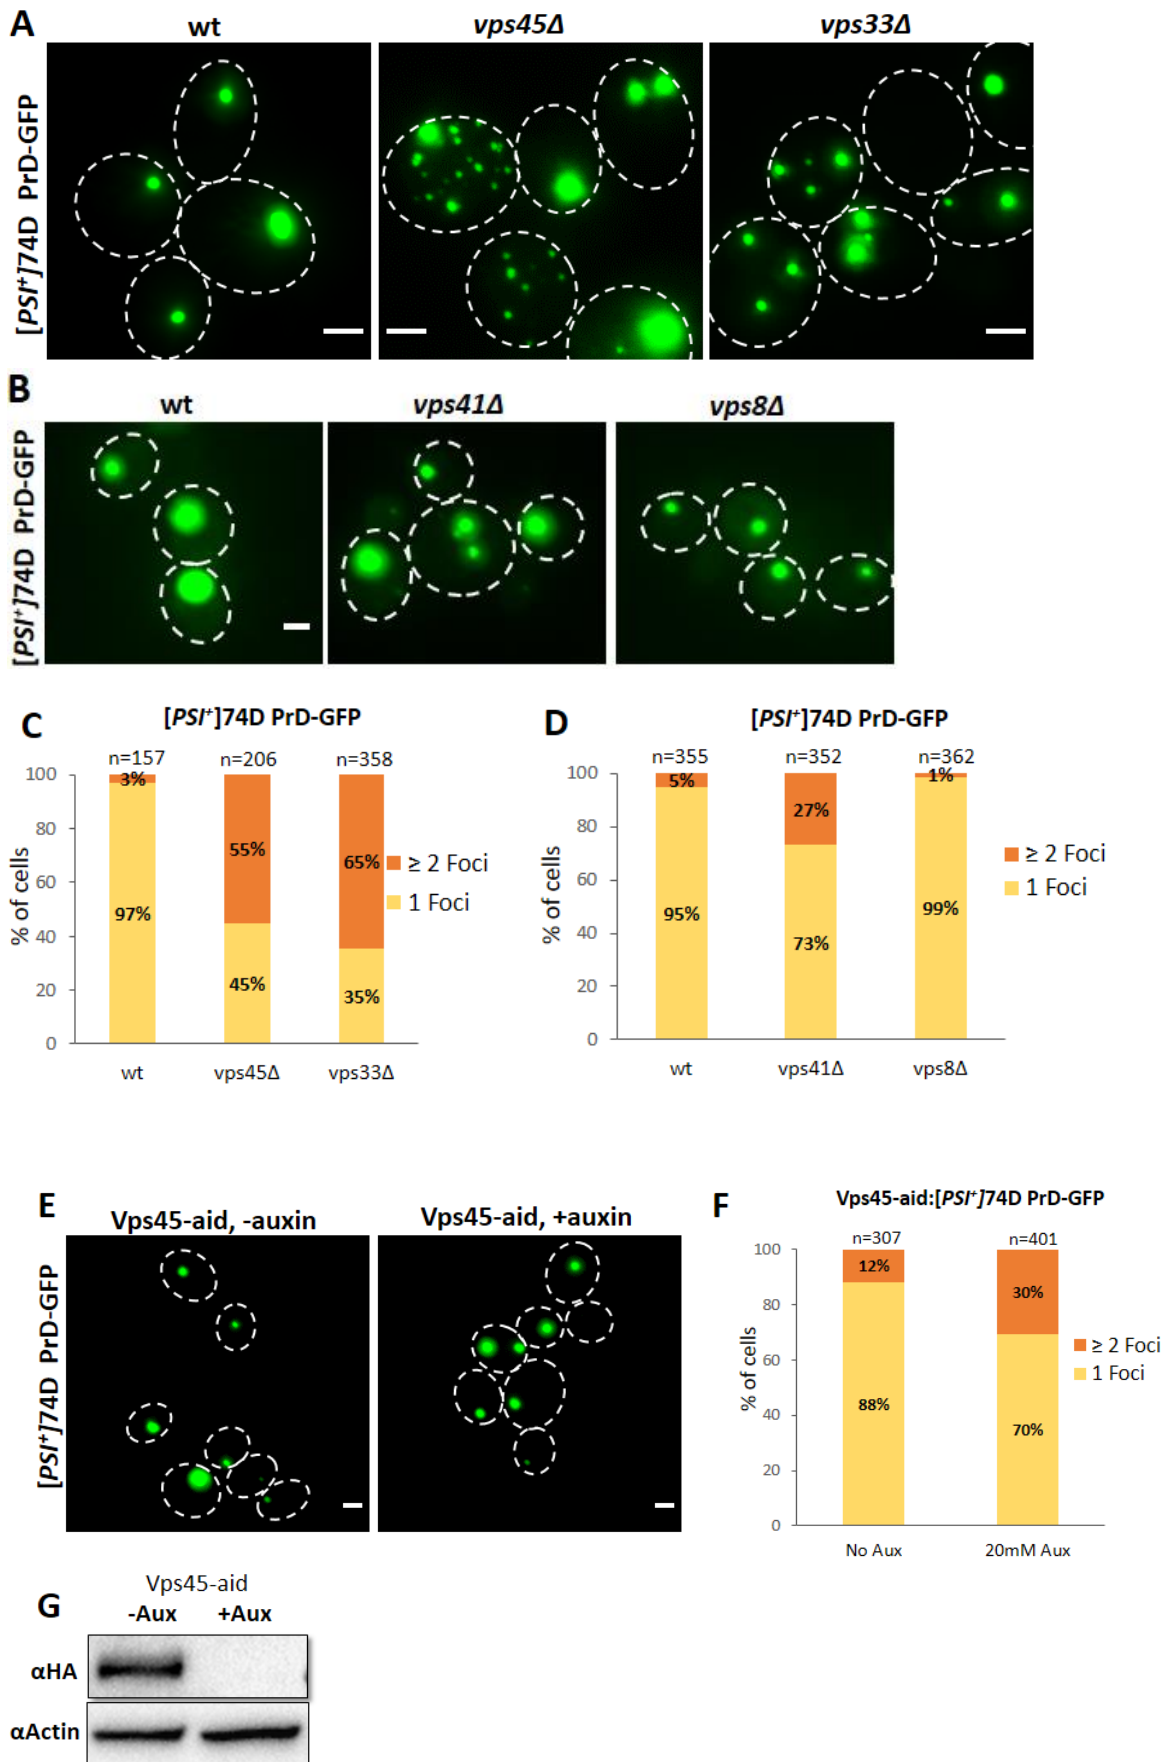 A
wt
vps45Δ
vps33Δ
[PSI⁺]74D PrD-GFP
B
wt
vps41Δ
vps8Δ
[PSI⁺]74D PrD-GFP
C
[PSI⁺]74D PrD-GFP
n=157
n=206
n=358
% of cells
100
80
60
40
20
0
3%
97%
55%
45%
65%
35%
≥ 2 Foci
1 Foci
wt
vps45Δ
vps33Δ
D
[PSI⁺]74D PrD-GFP
n=355
n=352
n=362
% of cells
100
80
60
40
20
0
5%
95%
27%
73%
1%
99%
≥ 2 Foci
1 Foci
wt
vps41Δ
vps8Δ
E
Vps45-aid, -auxin
Vps45-aid, +auxin
[PSI⁺]74D PrD-GFP
F
Vps45-aid:[PSI⁺]74D PrD-GFP
n=307
n=401
% of cells
100
80
60
40
20
0
12%
88%
30%
70%
≥ 2 Foci
1 Foci
No Aux
20mM Aux
G
Vps45-aid
-Aux
+Aux
αHA
αActin